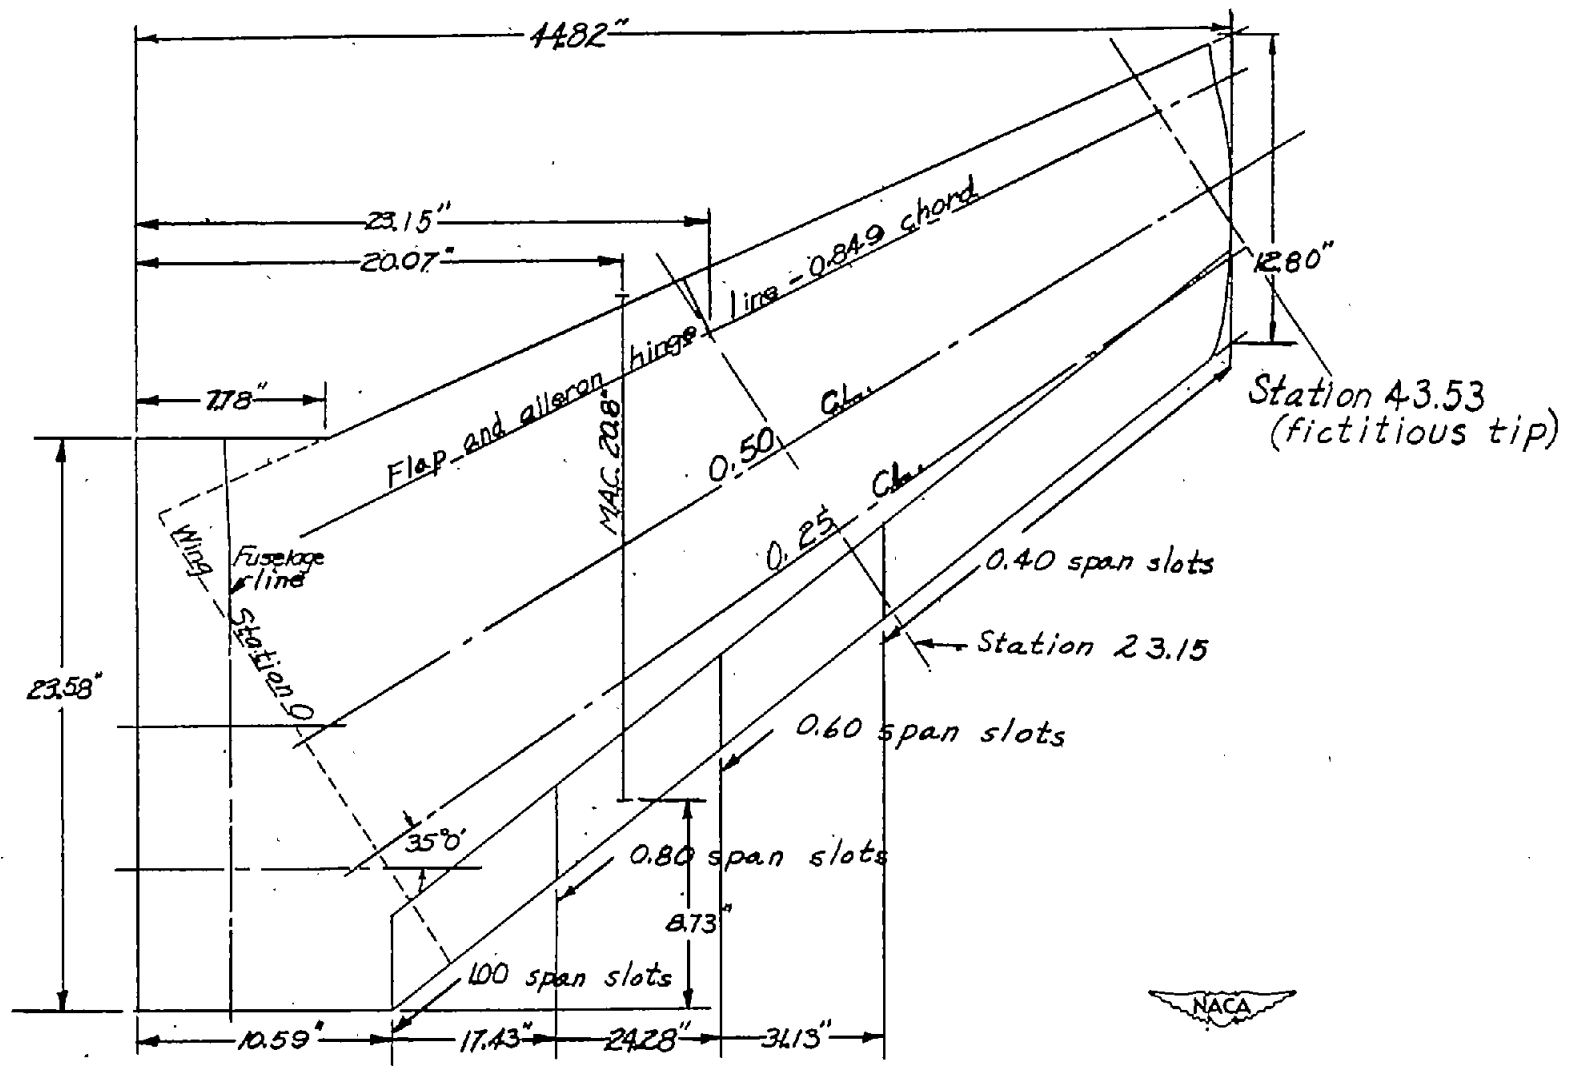 44.82"
23.15"
20.07"
Flap and aileron hinge line - 0.849 chord
12.80"
7.78"
M.A.C. 20.8"
Station 43.53
(fictitious tip)
0.50 CL.
0.25 CL.
Wing Station 0
Fuselage
line
0.40 span slots
Station 23.15
23.58"
0.60 span slots
35°0'
0.80 span slots
8.73"
1.00 span slots
NACA
10.59"
17.43"
24.28"
31.13"